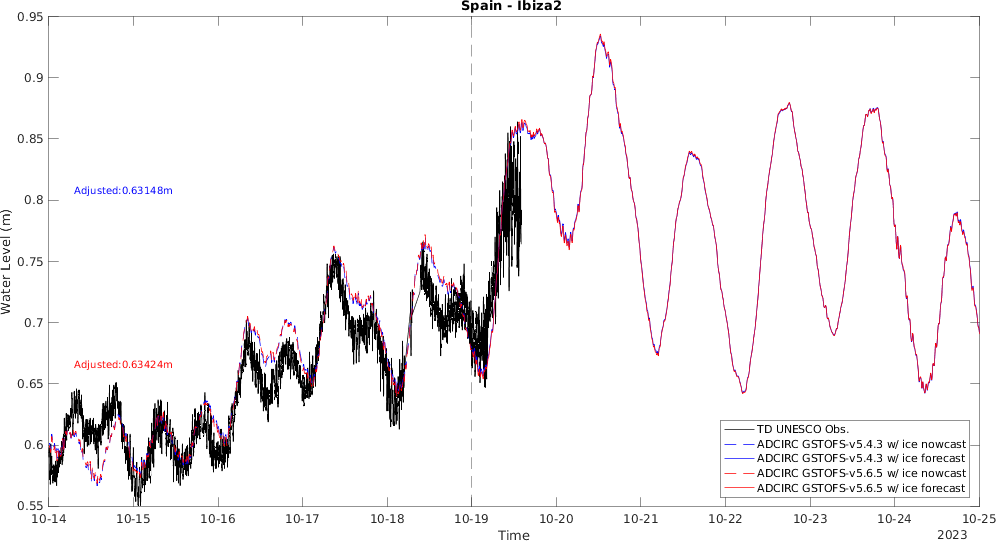 Spain - Ibiza2
0.95
0.9
0.85
0.8
0.75
0.7
0.65
0.6
0.55
Water Level (m)
Adjusted:0.63148m
Adjusted:0.63424m
TD UNESCO Obs.
ADCIRC GSTOFS-v5.4.3 w/ ice nowcast
ADCIRC GSTOFS-v5.4.3 w/ ice forecast
ADCIRC GSTOFS-v5.6.5 w/ ice nowcast
ADCIRC GSTOFS-v5.6.5 w/ ice forecast
10-14 10-15 10-16 10-17 10-18 10-19 10-20 10-21 10-22 10-23 10-24 10-25
Time
2023